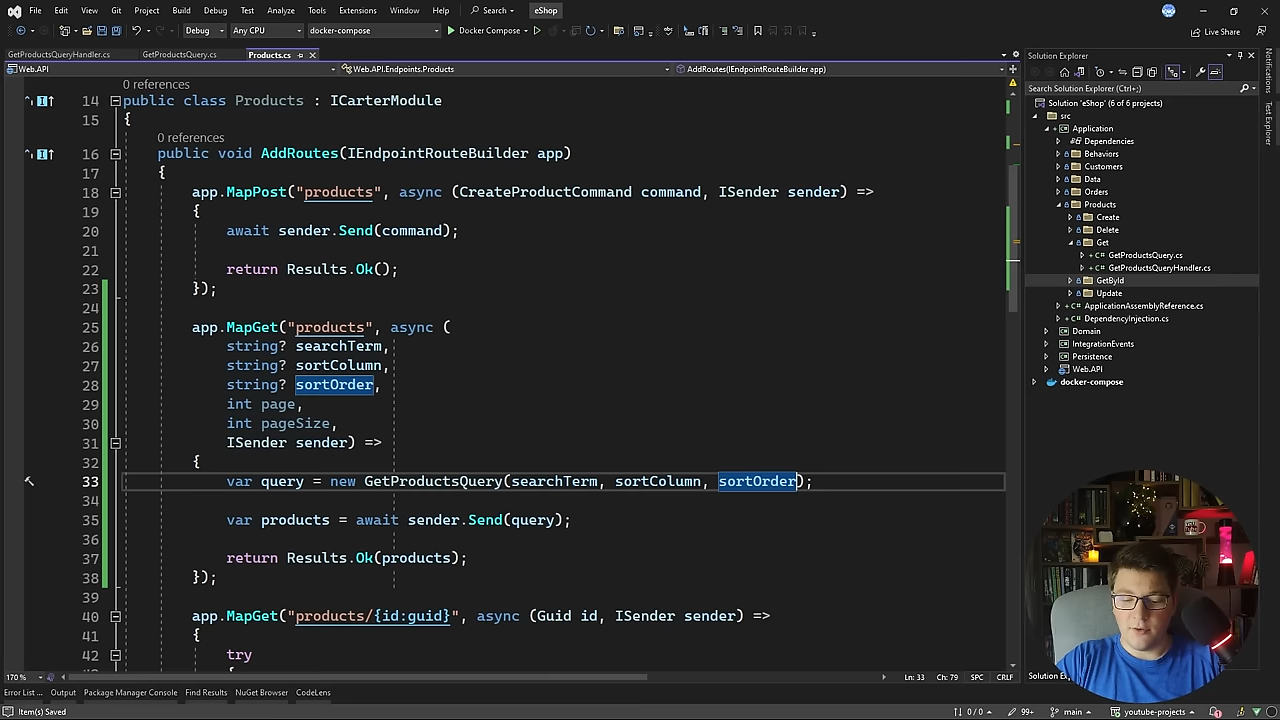 File Edit View Git Project Build Debug Test Analyze Tools Extensions Window Help Search eShop
Debug Any CPU docker-compose Docker Compose Live Share
GetProductsQueryHandler.cs GetProductsQuery.cs Products.cs
Web.API Web.API.Endpoints.Products AddRoutes(IEndpointRouteBuilder app)
0 references
14 public class Products : ICarterModule
15 {
0 references
16 public void AddRoutes(IEndpointRouteBuilder app)
17 {
18 app.MapPost("products", async (CreateProductCommand command, ISender sender) =>
19 {
20 await sender.Send(command);
21
22 return Results.Ok();
23 });
24
25 app.MapGet("products", async (
26 string? searchTerm,
27 string? sortColumn,
28 string? sortOrder,
29 int page,
30 int pageSize,
31 ISender sender) =>
32 {
33 var query = new GetProductsQuery(searchTerm, sortColumn, sortOrder);
34
35 var products = await sender.Send(query);
36
37 return Results.Ok(products);
38 });
39
40 app.MapGet("products/{id:guid}", async (Guid id, ISender sender) =>
41 {
42 try
170 % Ln: 33 Ch: 79 SPC CRLF
Error List ... Output Package Manager Console Find Results NuGet Browser CodeLens
Item(s) Saved 0 / 0 99+ main youtube-projects
Solution Explorer
Search Solution Explorer (Ctrl+;)
Solution 'eShop' (6 of 6 projects)
src
Application
Dependencies
Behaviors
Customers
Data
Orders
Products
Create
Delete
Get
GetProductsQuery.cs
GetProductsQueryHandler.cs
GetById
Update
ApplicationAssemblyReference.cs
DependencyInjection.cs
Domain
IntegrationEvents
Persistence
Web.API
docker-compose
Notifications
Test Explorer